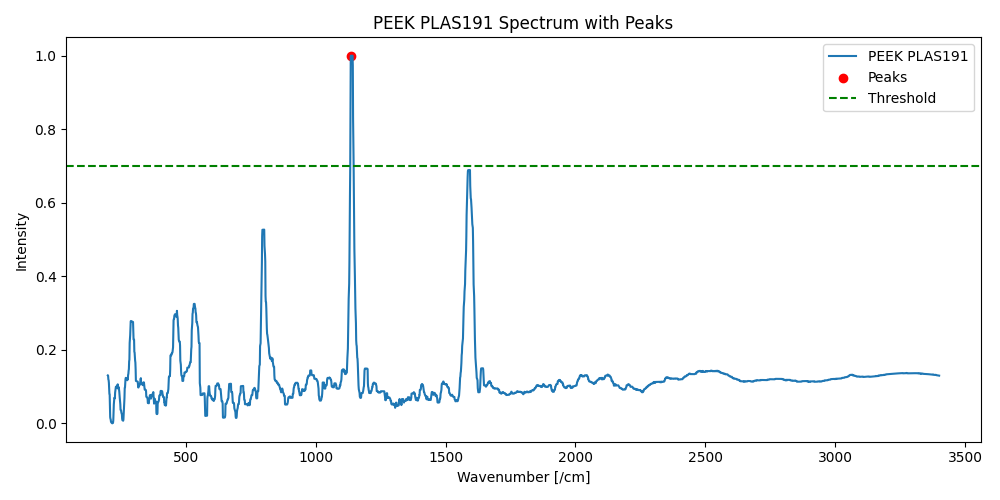 PEEK PLAS191 Spectrum with Peaks
1.0
0.8
0.6
0.4
0.2
0.0
Intensity
PEEK PLAS191
Peaks
Threshold
500
1000
1500
2000
2500
3000
3500
Wavenumber [/cm]